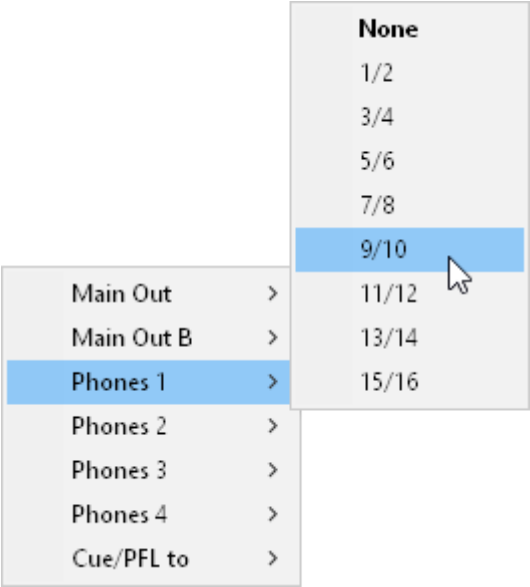 None
1/2
3/4
5/6
7/8
9/10
11/12
13/14
15/16
Main Out
Main Out B
Phones 1
Phones 2
Phones 3
Phones 4
Cue/PFL to